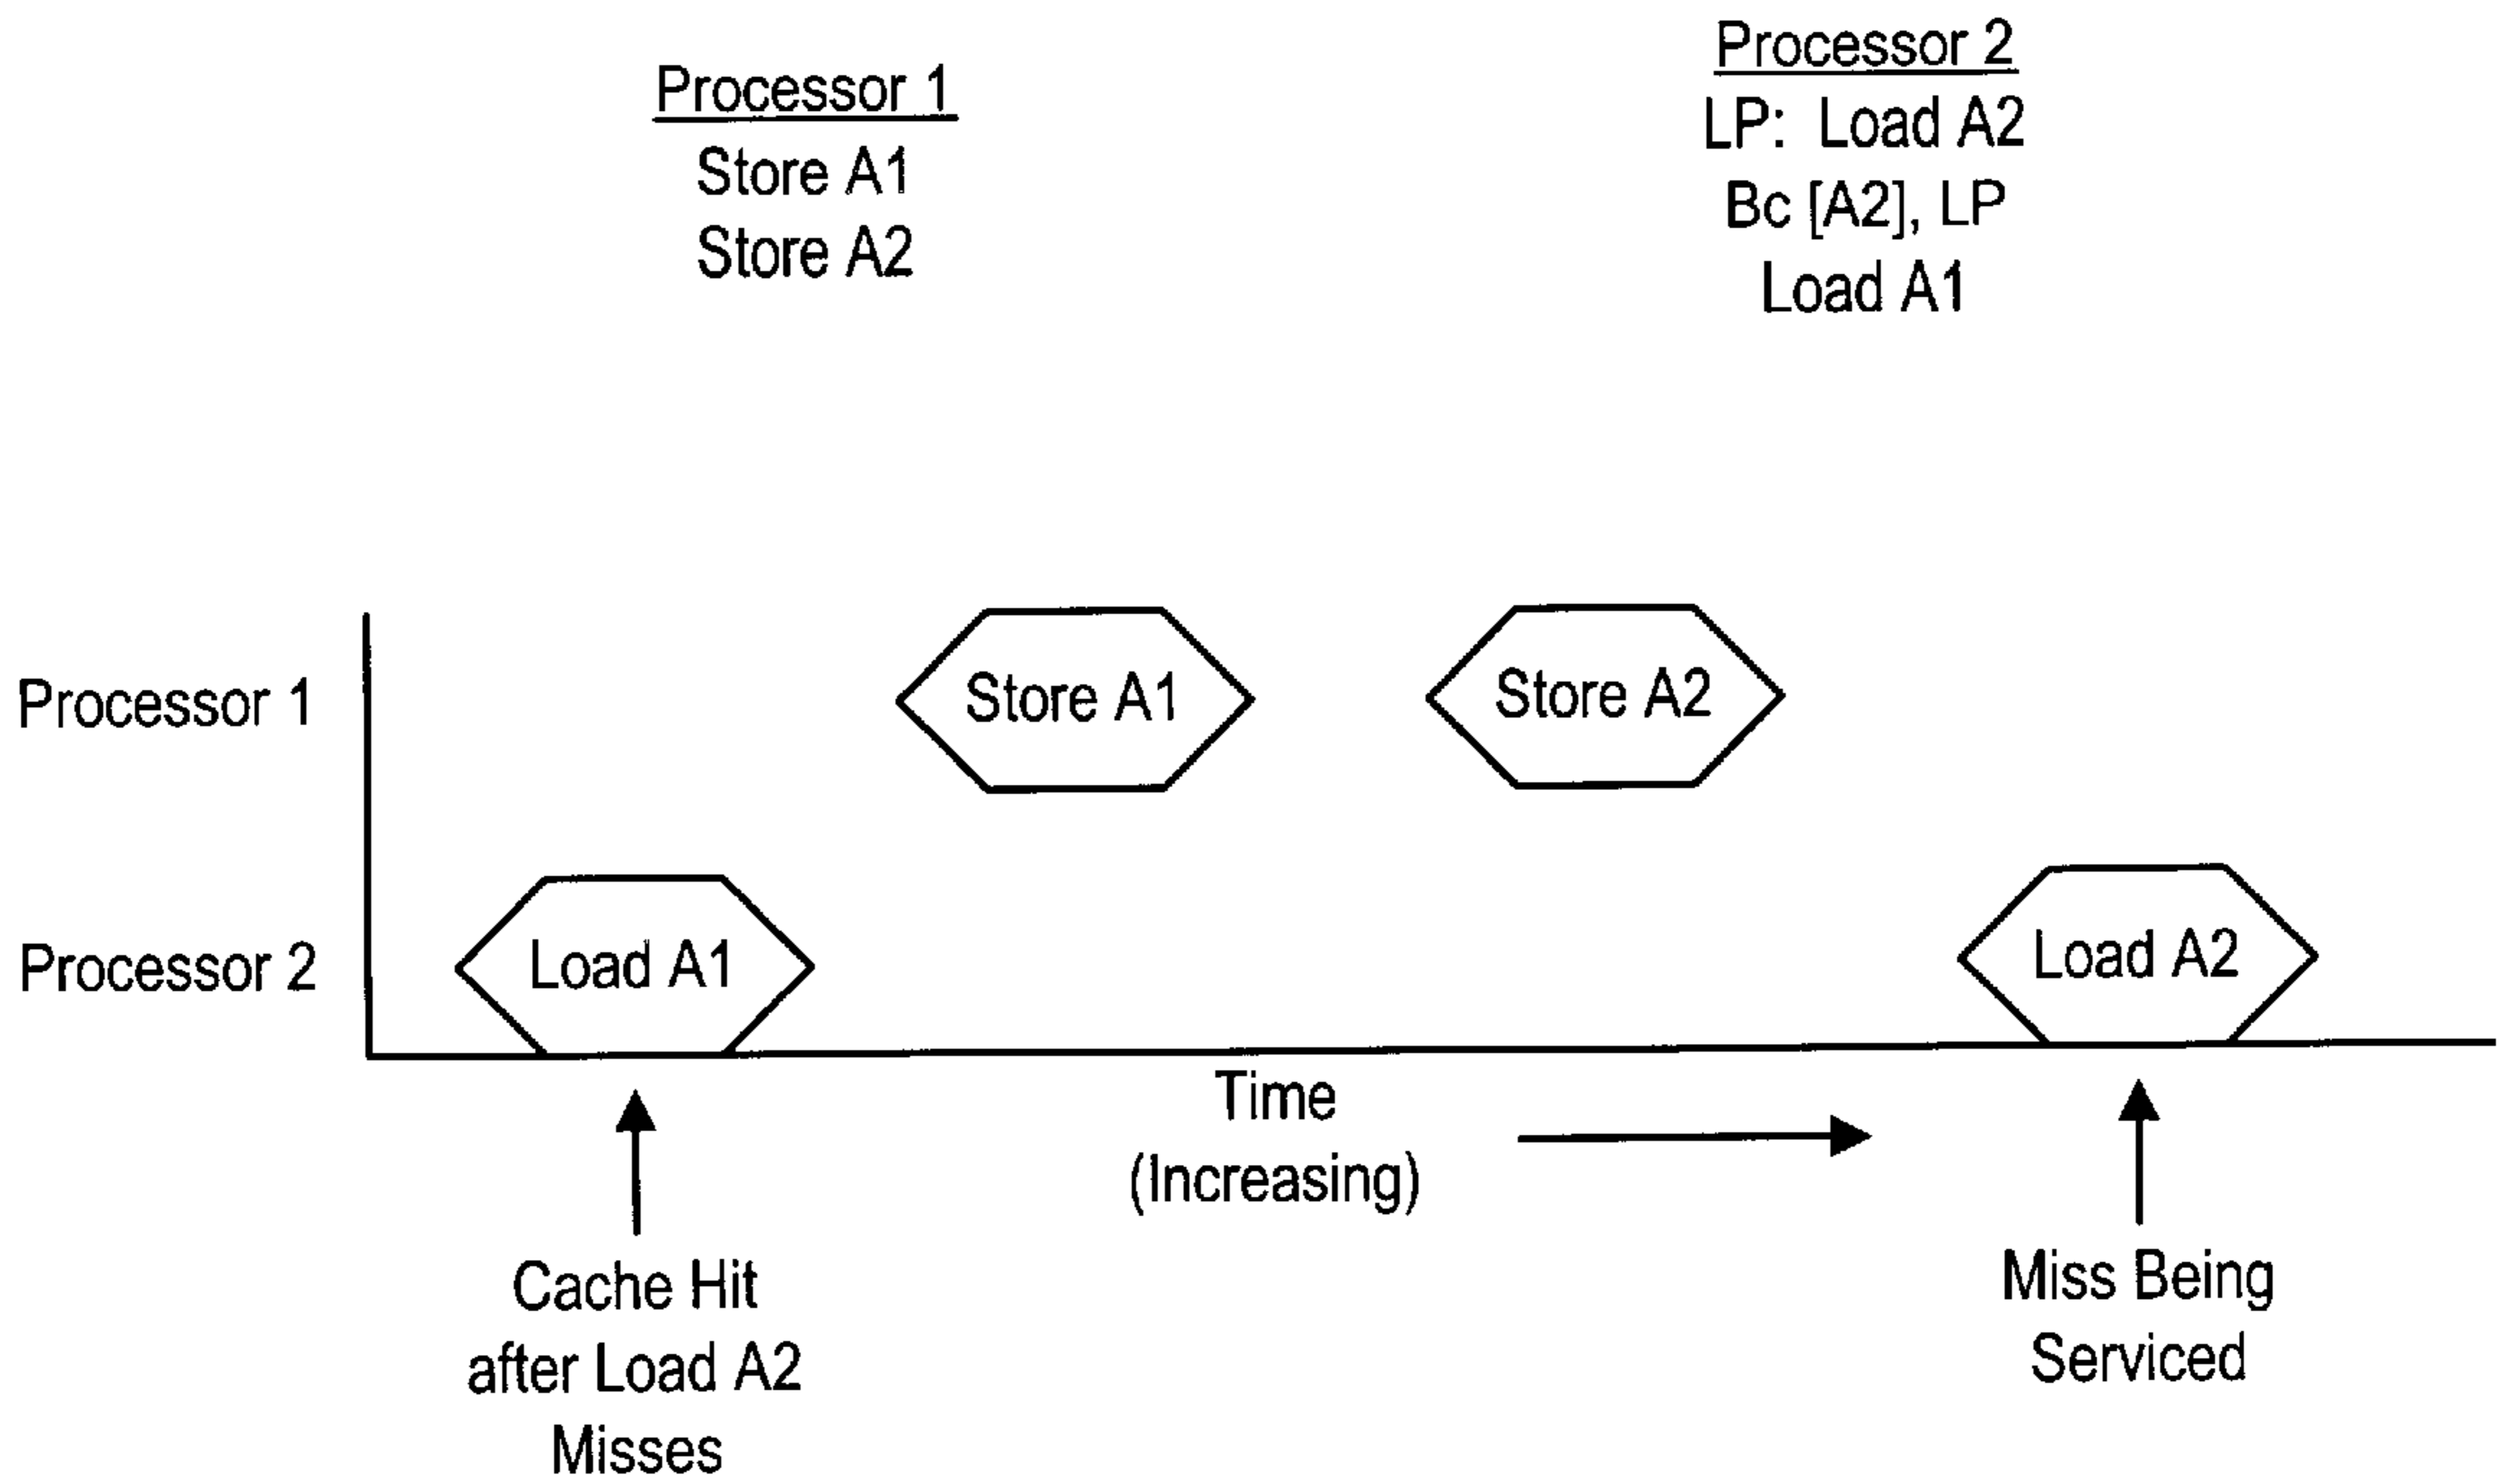 Processor 1
Store A1
Store A2
Processor 2
LP: Load A2
Bc [A2], LP
Load A1
Processor 1
Store A1
Store A2
Processor 2
Load A1
Load A2
Time
(Increasing)
Cache Hit
after Load A2
Misses
Miss Being
Serviced